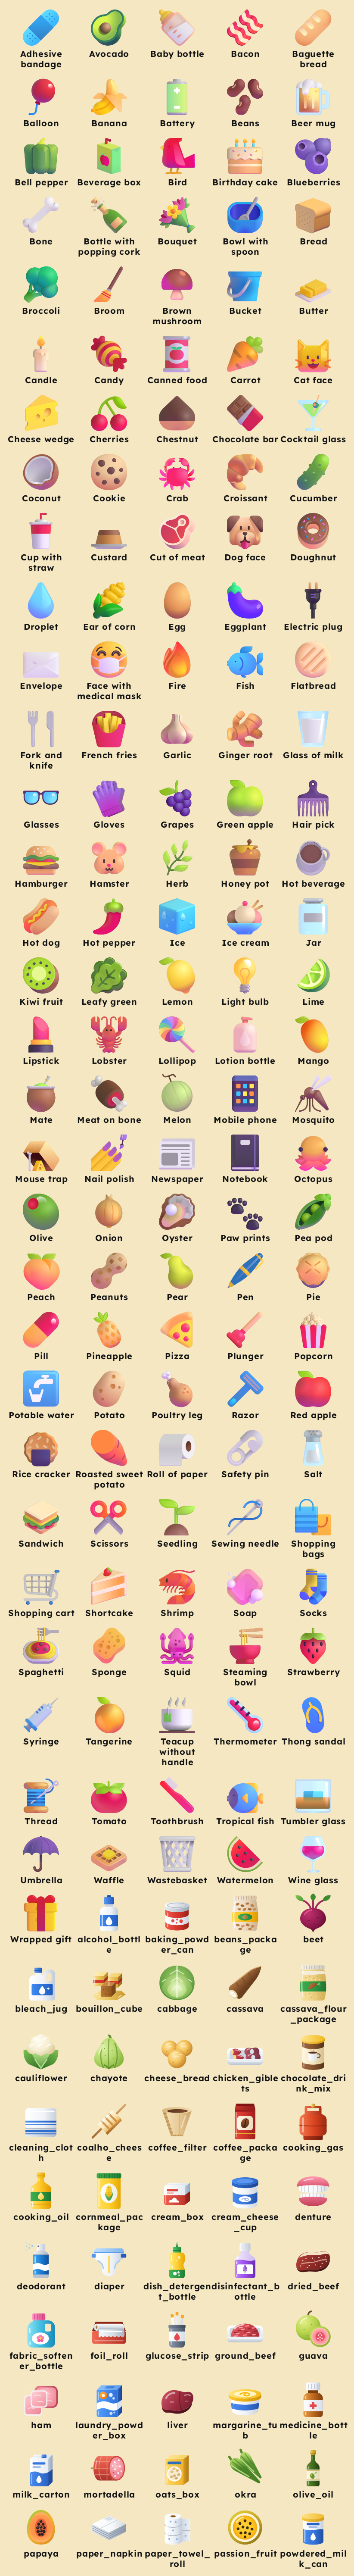 Adhesive
bandage
Avocado
Baby bottle
Bacon
Baguette
bread
Balloon
Banana
Battery
Beans
Beer mug
Bell pepper
Beverage box
Bird
Birthday cake
Blueberries
Bone
Bottle with
popping cork
Bouquet
Bowl with
spoon
Bread
Broccoli
Broom
Brown
mushroom
Bucket
Butter
Candle
Candy
Canned food
Carrot
Cat face
Cheese wedge
Cherries
Chestnut
Chocolate bar
Cocktail glass
Coconut
Cookie
Crab
Croissant
Cucumber
Cup with
straw
Custard
Cut of meat
Dog face
Doughnut
Droplet
Ear of corn
Egg
Eggplant
Electric plug
Envelope
Face with
medical mask
Fire
Fish
Flatbread
Fork and
knife
French fries
Garlic
Ginger root
Glass of milk
Glasses
Gloves
Grapes
Green apple
Hair pick
Hamburger
Hamster
Herb
Honey pot
Hot beverage
Hot dog
Hot pepper
Ice
Ice cream
Jar
Kiwi fruit
Leafy green
Lemon
Light bulb
Lime
Lipstick
Lobster
Lollipop
Lotion bottle
Mango
Mate
Meat on bone
Melon
Mobile phone
Mosquito
Mouse trap
Nail polish
Newspaper
Notebook
Octopus
Olive
Onion
Oyster
Paw prints
Pea pod
Peach
Peanuts
Pear
Pen
Pie
Pill
Pineapple
Pizza
Plunger
Popcorn
Potable water
Potato
Poultry leg
Razor
Red apple
Rice cracker
Roasted sweet
potato
Roll of paper
Safety pin
Salt
Sandwich
Scissors
Seedling
Sewing needle
Shopping
bags
Shopping cart
Shortcake
Shrimp
Soap
Socks
Spaghetti
Sponge
Squid
Steaming
bowl
Strawberry
Syringe
Tangerine
Teacup
without
handle
Thermometer
Thong sandal
Thread
Tomato
Toothbrush
Tropical fish
Tumbler glass
Umbrella
Waffle
Wastebasket
Watermelon
Wine glass
Wrapped gift
alcohol_bottl
e
baking_powd
er_can
beans_packa
ge
beet
bleach_jug
bouillon_cube
cabbage
cassava
cassava_flour
_package
cauliflower
chayote
cheese_bread
chicken_gible
ts
chocolate_dri
nk_mix
cleaning_clot
h
coalho_chees
e
coffee_filter
coffee_packa
ge
cooking_gas
cooking_oil
cornmeal_pac
kage
cream_box
cream_cheese
_cup
denture
deodorant
diaper
dish_detergen
t_bottle
disinfectant_b
ottle
dried_beef
fabric_soften
er_bottle
foil_roll
glucose_strip
ground_beef
guava
ham
laundry_powd
er_box
liver
margarine_tu
b
medicine_bott
le
milk_carton
mortadella
oats_box
okra
olive_oil
papaya
paper_napkin
paper_towel_
roll
passion_fruit
powdered_mil
k_can